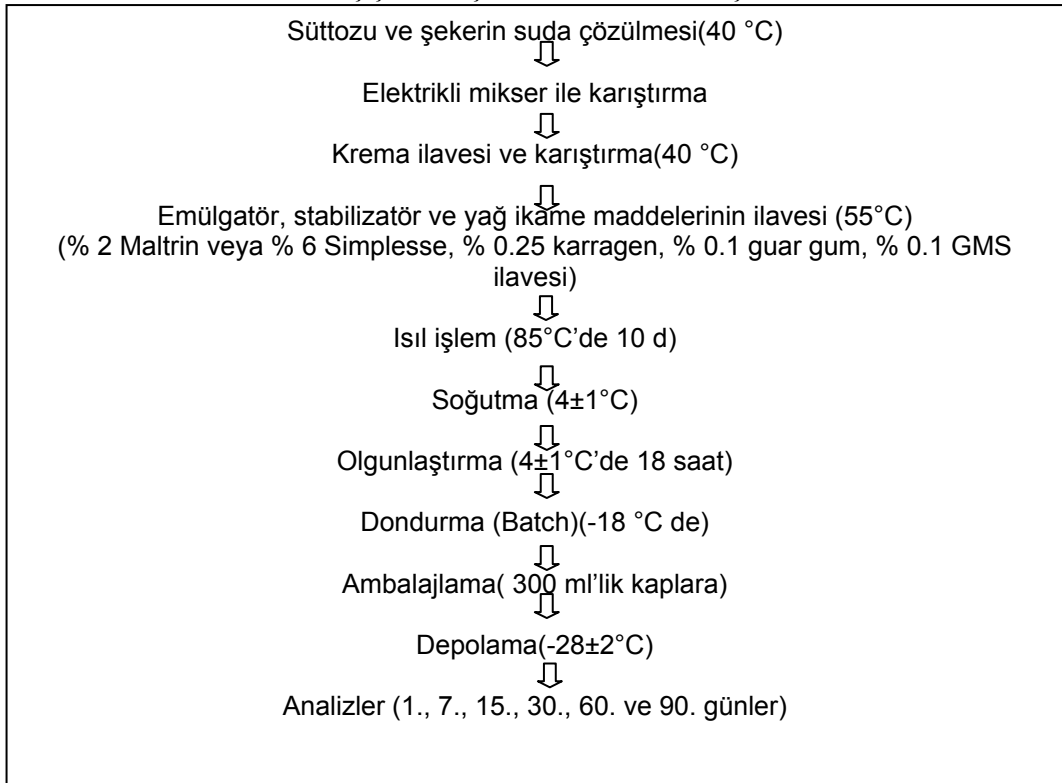 Süttozu ve şekerin suda çözülmesi(40 °C)
Elektrikli mikser ile karıştırma
Krema ilavesi ve karıştırma(40 °C)
Emülgatör, stabilizatör ve yağ ikame maddelerinin ilavesi (55°C)
(% 2 Maltrin veya % 6 Simplesse, % 0.25 karragen, % 0.1 guar gum, % 0.1 GMS
ilavesi)
Isıl işlem (85°C’de 10 d)
Soğutma (4±1°C)
Olgunlaştırma (4±1°C’de 18 saat)
Dondurma (Batch)(-18 °C de)
Ambalajlama( 300 ml’lik kaplara)
Depolama(-28±2°C)
Analizler (1., 7., 15., 30., 60. ve 90. günler)